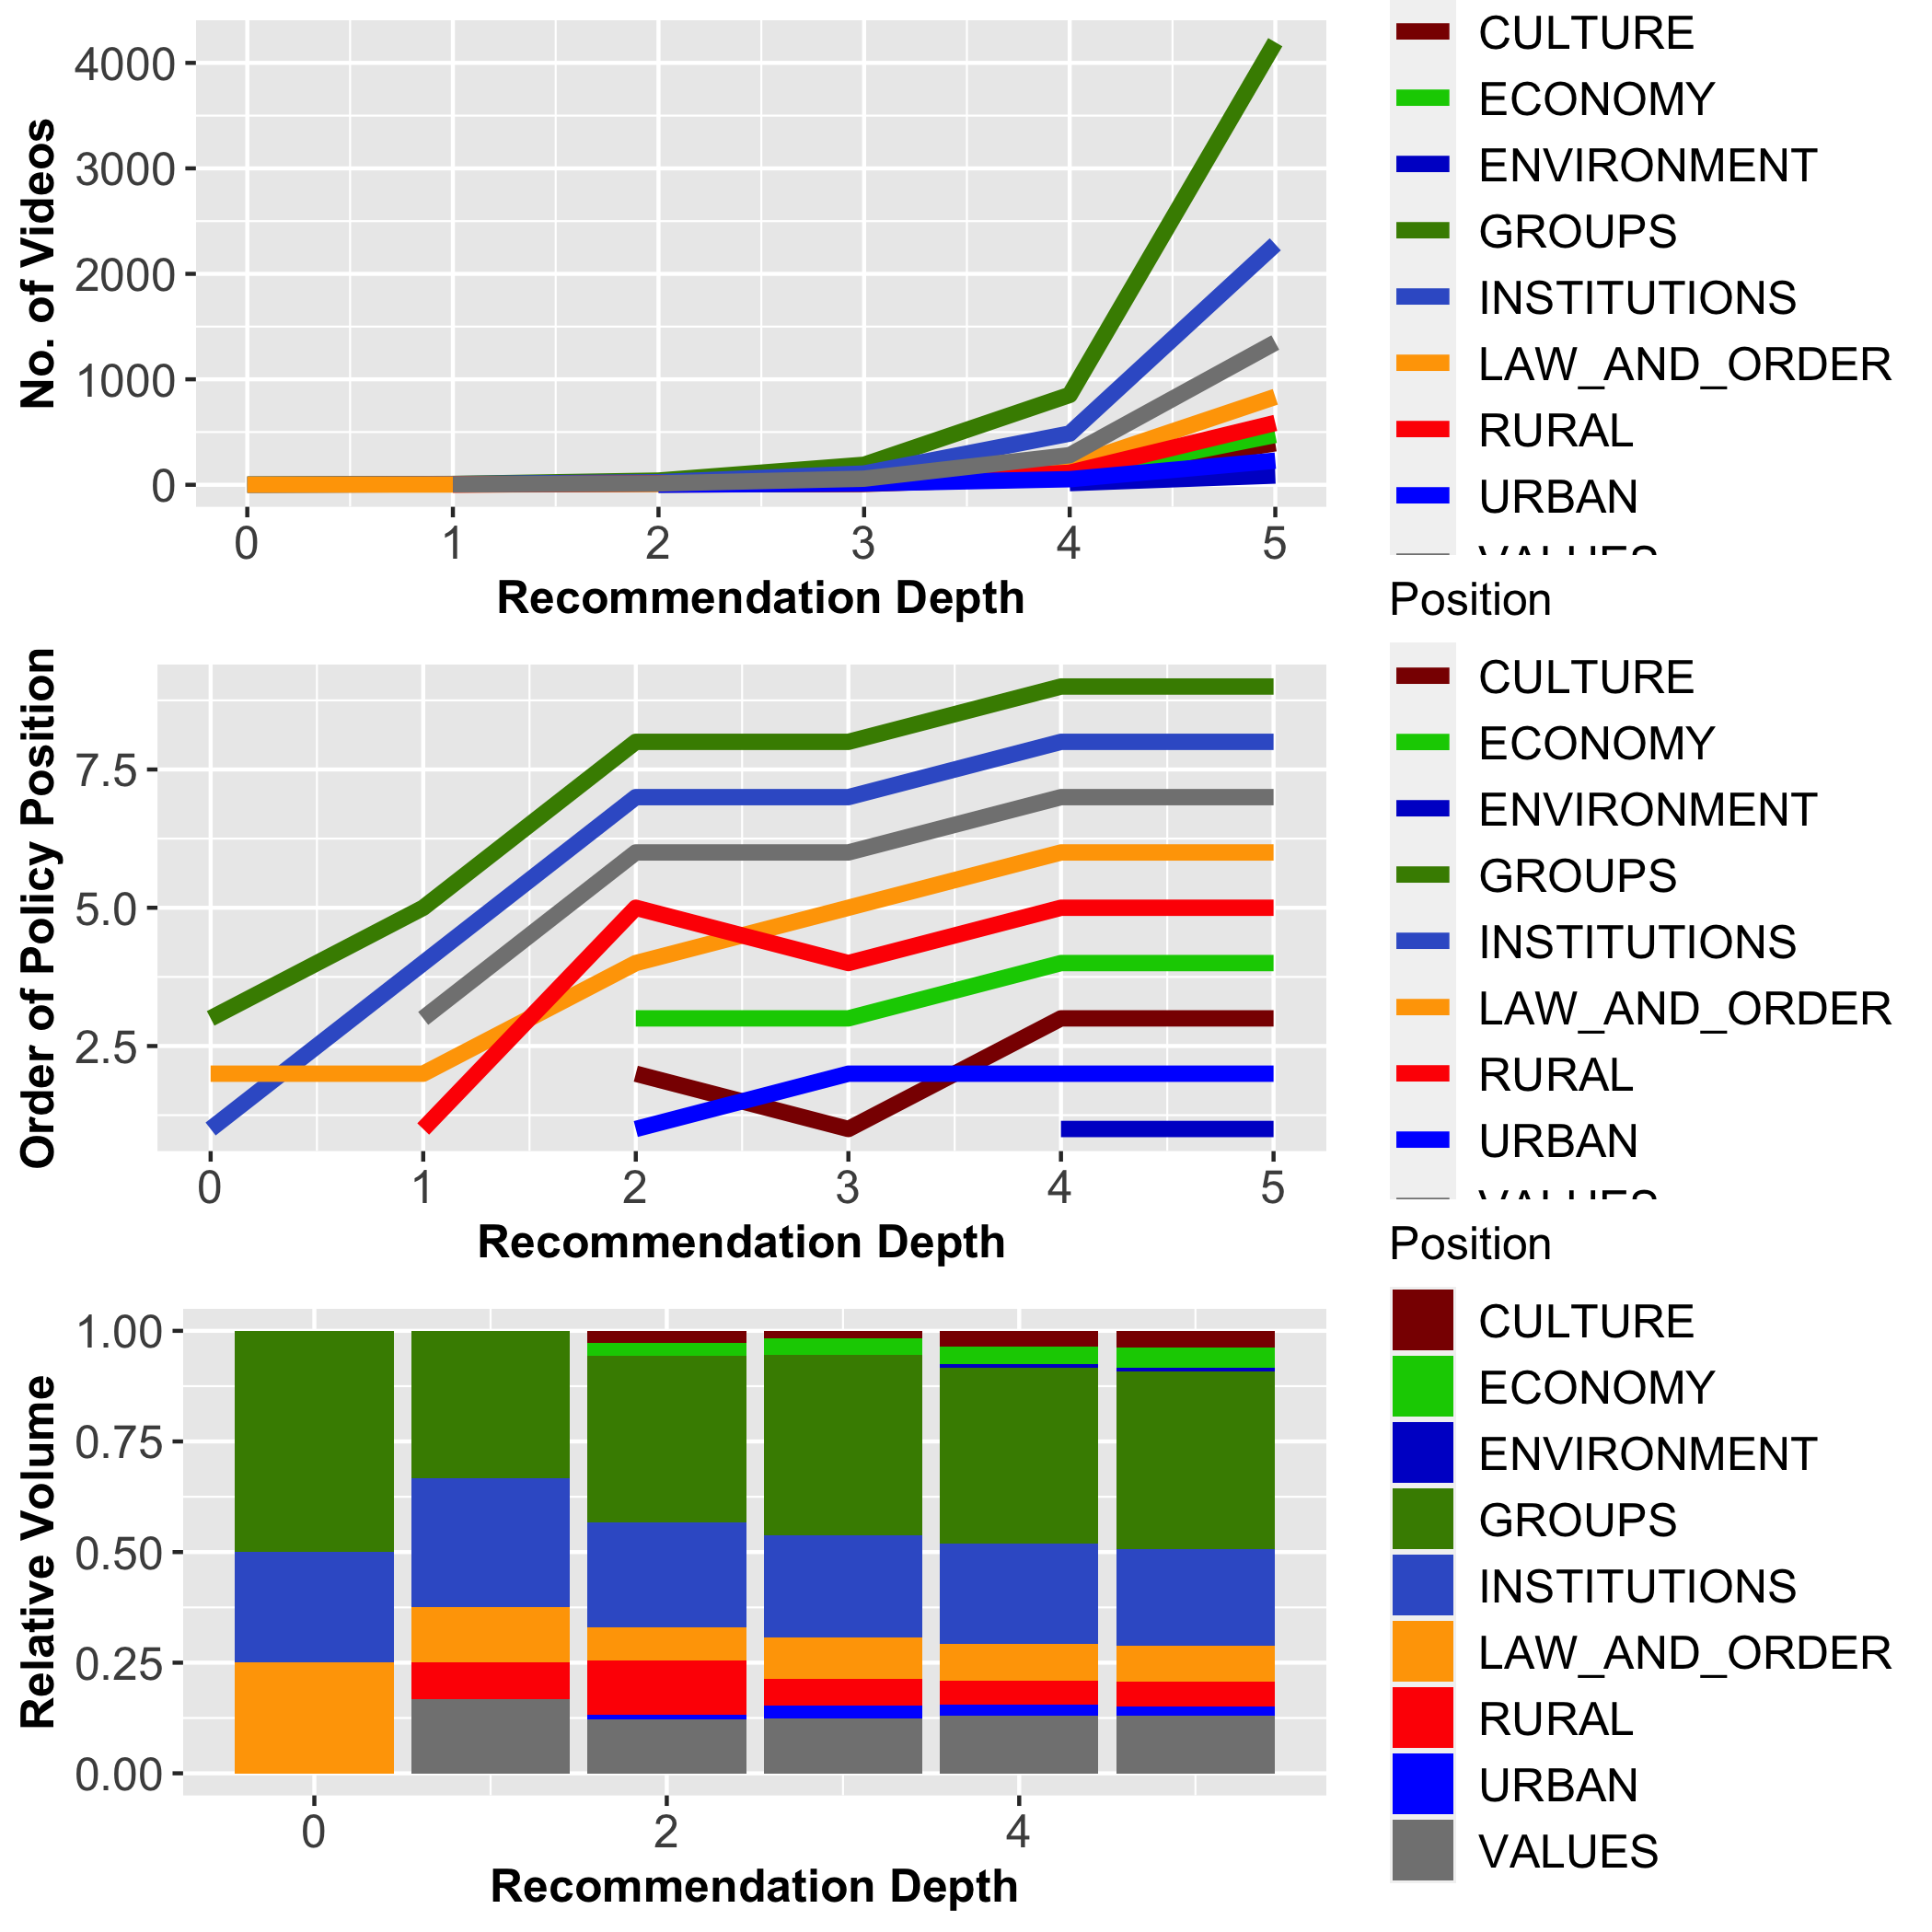 No. of Videos
4000
3000
2000
1000
0
0 1 2 3 4 5
Recommendation Depth
CULTURE
ECONOMY
ENVIRONMENT
GROUPS
INSTITUTIONS
LAW_AND_ORDER
RURAL
URBAN
VALUES
Order of Policy Position
7.5
5.0
2.5
0 1 2 3 4 5
Recommendation Depth
Position
CULTURE
ECONOMY
ENVIRONMENT
GROUPS
INSTITUTIONS
LAW_AND_ORDER
RURAL
URBAN
VALUES
Relative Volume
1.00
0.75
0.50
0.25
0.00
0 2 4
Recommendation Depth
Position
CULTURE
ECONOMY
ENVIRONMENT
GROUPS
INSTITUTIONS
LAW_AND_ORDER
RURAL
URBAN
VALUES